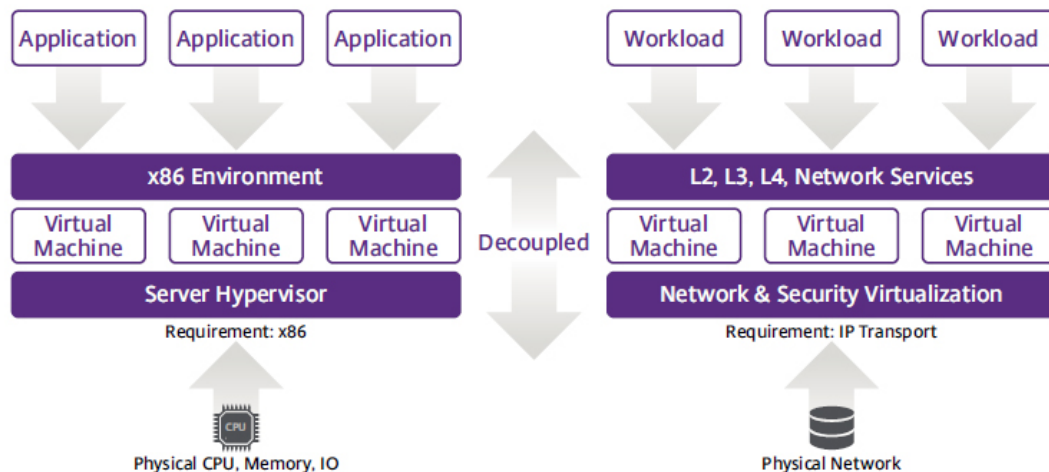 Application
Application
Application
x86 Environment
Virtual
Machine
Virtual
Machine
Virtual
Machine
Server Hypervisor
Requirement: x86
CPU
Physical CPU, Memory, IO
Decoupled
Workload
Workload
Workload
L2, L3, L4, Network Services
Virtual
Machine
Virtual
Machine
Virtual
Machine
Network & Security Virtualization
Requirement: IP Transport
Physical Network